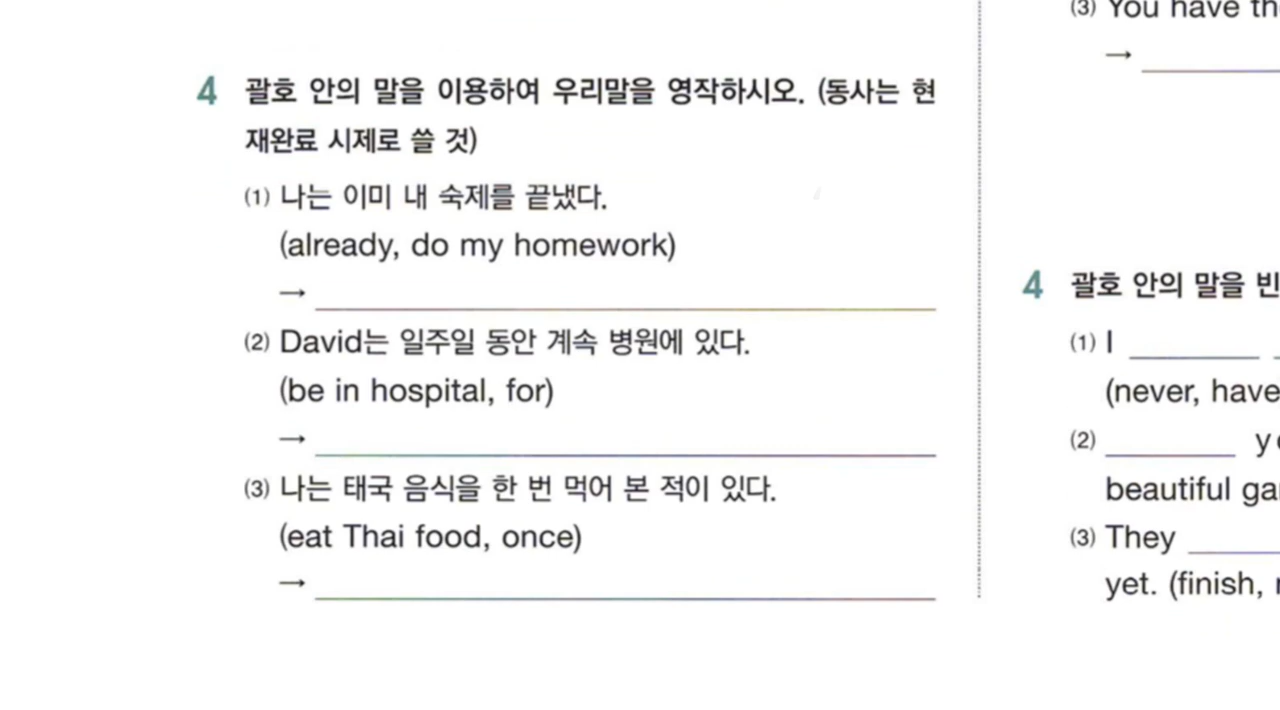 4 괄호 안의 말을 이용하여 우리말을 영작하시오. (동사는 현
재완료 시제로 쓸 것)
(1) 나는 이미 내 숙제를 끝냈다.
(already, do my homework)
→
(2) David는 일주일 동안 계속 병원에 있다.
(be in hospital, for)
→
(3) 나는 태국 음식을 한 번 먹어 본 적이 있다.
(eat Thai food, once)
→
(3) You have
→
4 괄호 안의 말을 빈
(1) I
(never, have
(2)
beautiful
(3) They
yet. (finish,